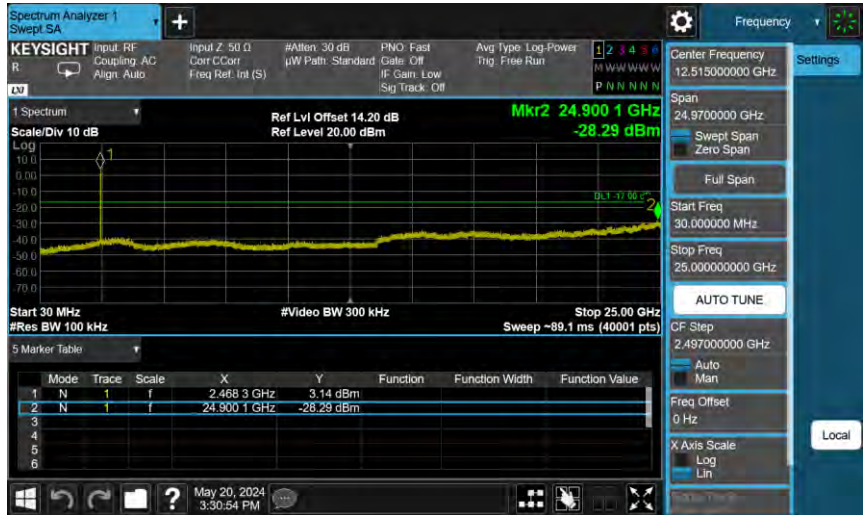 Spectrum Analyzer 1
Swept SA
+
Frequency
KEYSIGHT
R
LXI
Input: RF
Coupling: AC
Align: Auto
Input Z: 50 Ω
Corr CCorr
Freq Ref: Int (S)
#Atten: 30 dB
µW Path: Standard
PNO: Fast
Gate: Off
IF Gain: Low
Sig Track: Off
Avg Type: Log-Power
Trig: Free Run
1 2 3 4 5 6
M W W W W W
P N N N N N
1 Spectrum
Scale/Div 10 dB
Ref Lvl Offset 14.20 dB
Ref Level 20.00 dBm
Mkr2 24.900 1 GHz
-28.29 dBm
Log
10.0
0.00
-10.0
-20.0
-30.0
-40.0
-50.0
-60.0
-70.0
1
2
DL1 -17.00
Start 30 MHz
#Res BW 100 kHz
#Video BW 300 kHz
Stop 25.00 GHz
Sweep ~89.1 ms (40001 pts)
5 Marker Table
Mode Trace Scale X Y Function Function Width Function Value
1 N 1 f 2.468 3 GHz 3.14 dBm
2 N 1 f 24.900 1 GHz -28.29 dBm
3
4
5
6
May 20, 2024
3:30:54 PM
?
Center Frequency
12.515000000 GHz
Span
24.9700000 GHz
Swept Span
Zero Span
Full Span
Start Freq
30.000000 MHz
Stop Freq
25.000000000 GHz
AUTO TUNE
CF Step
2.497000000 GHz
Auto
Man
Freq Offset
0 Hz
X Axis Scale
Log
Lin
Settings
Local